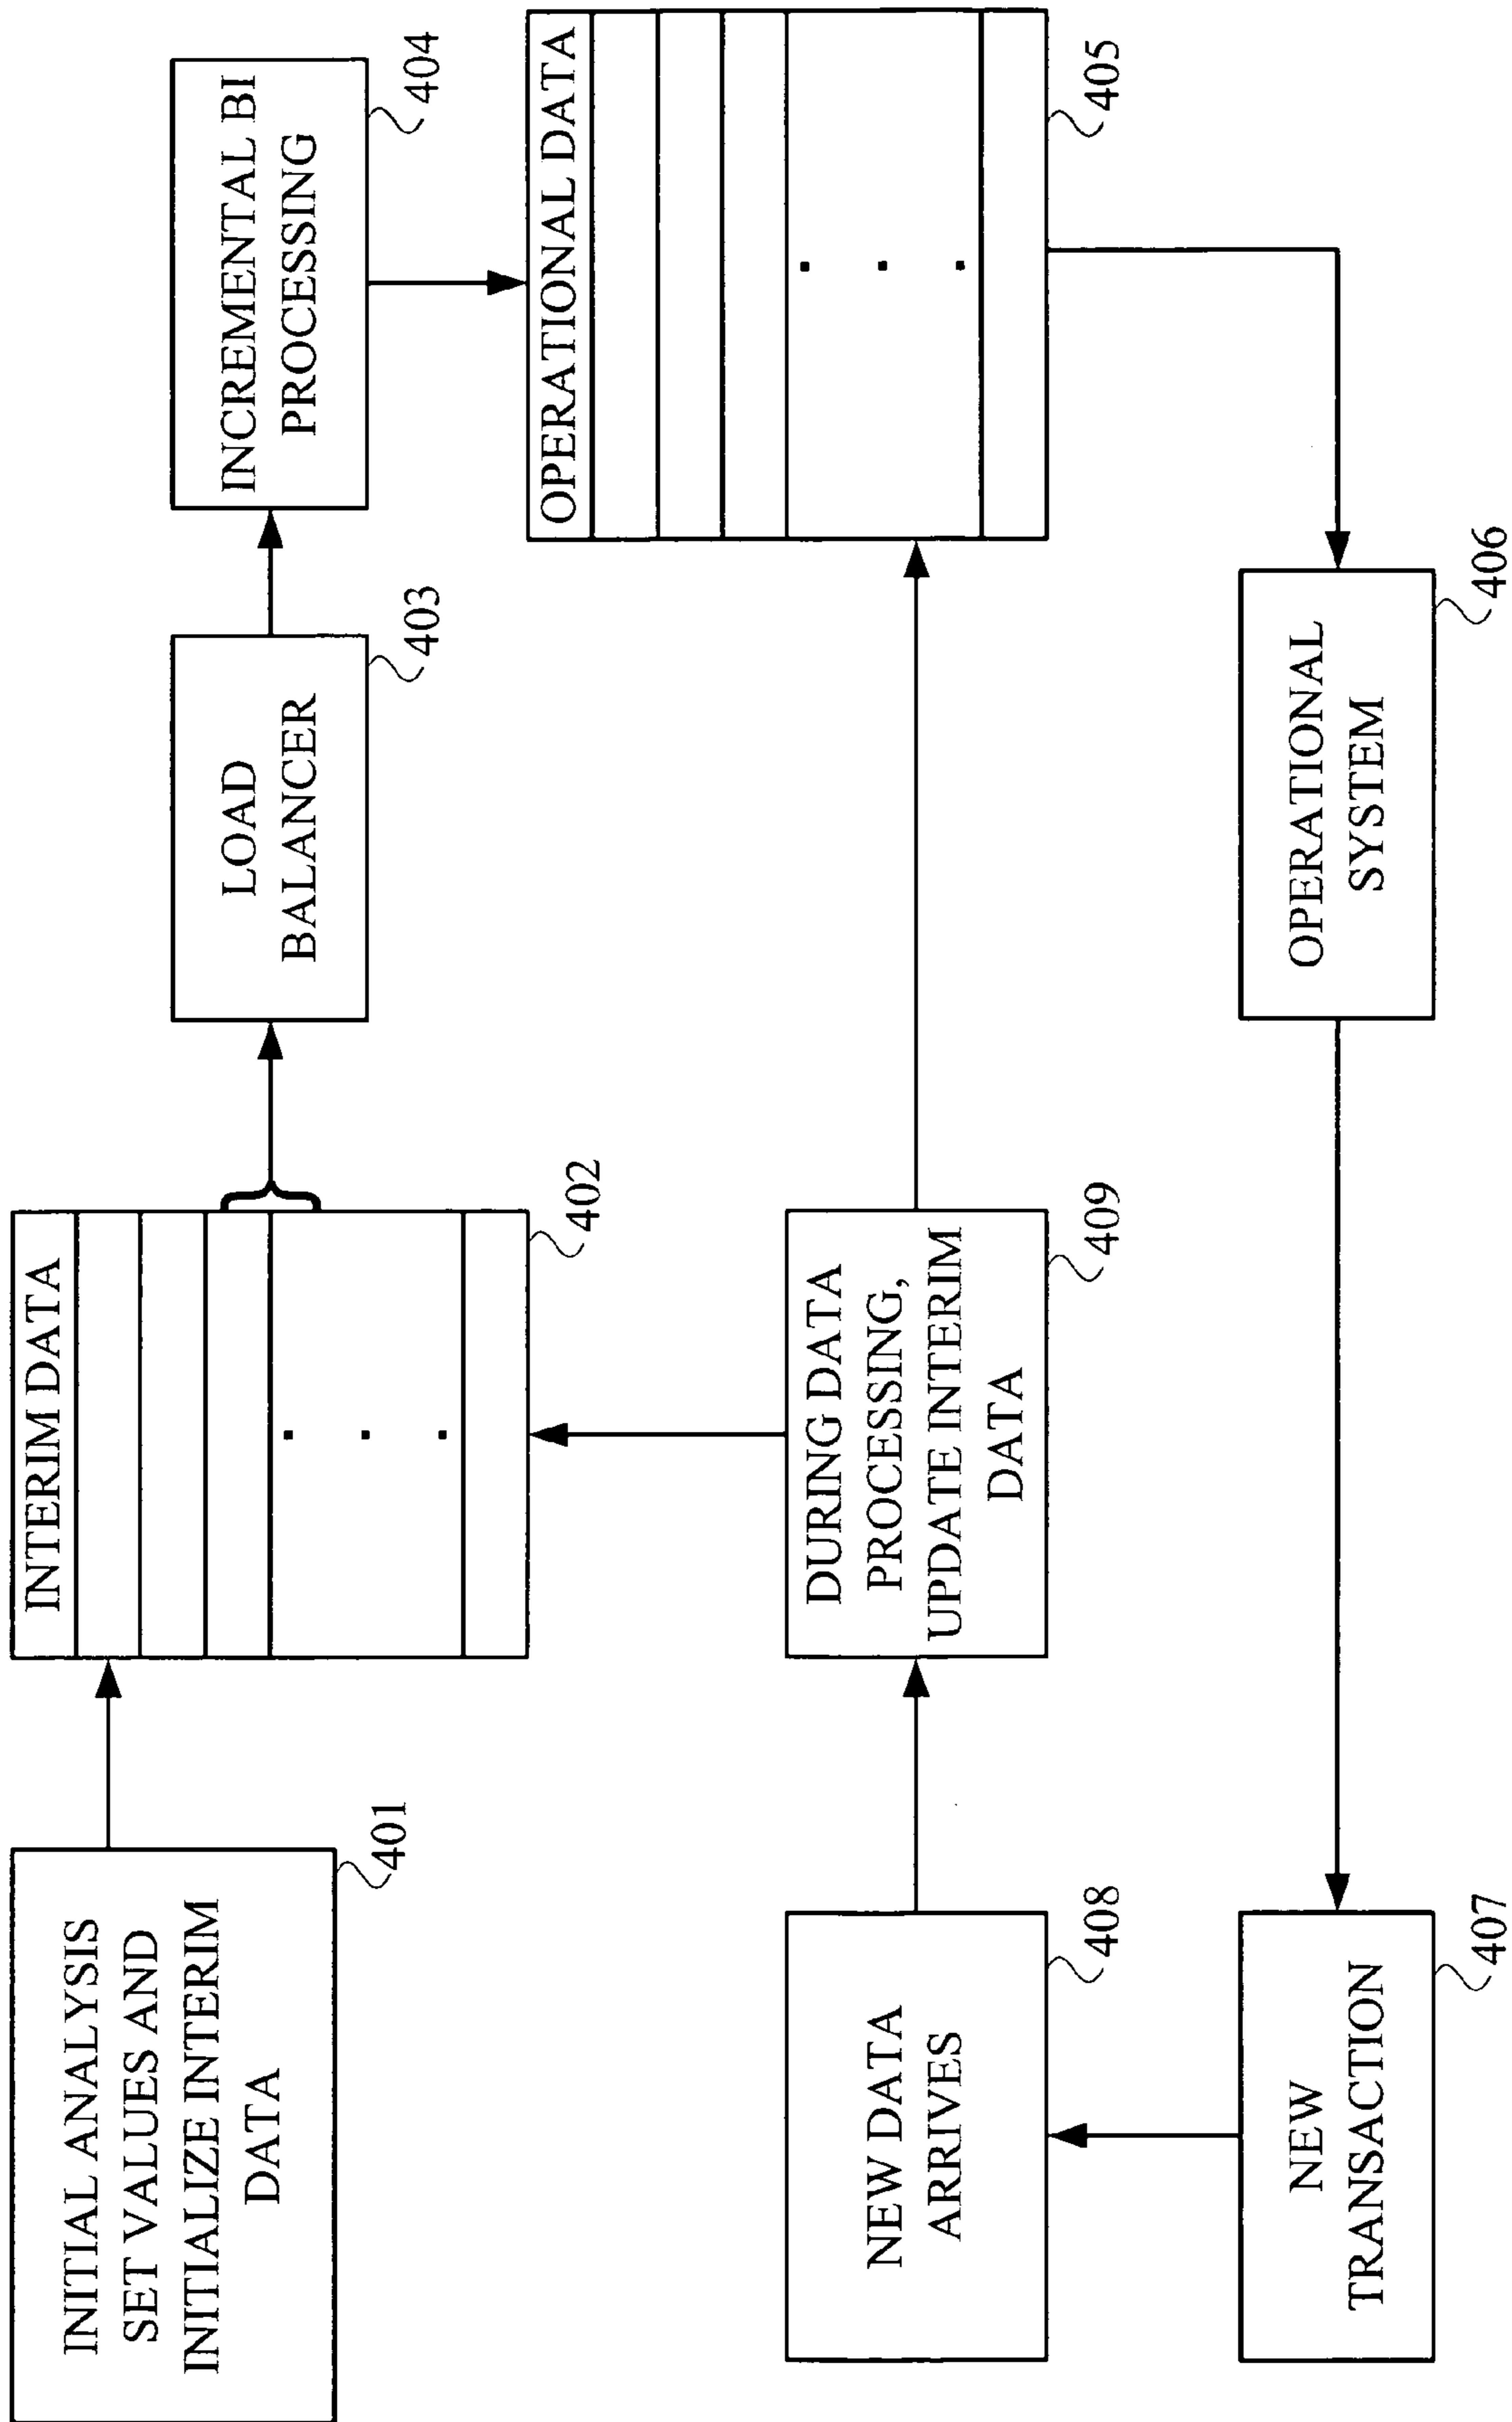 INITIAL ANALYSIS
SET VALUES AND
INITIALIZE INTERIM
DATA
401
INTERIM DATA
.
.
.
402
LOAD
BALANCER
403
INCREMENTAL BI
PROCESSING
404
OPERATIONAL DATA
.
.
.
405
OPERATIONAL
SYSTEM
406
NEW
TRANSACTION
407
NEW DATA
ARRIVES
408
DURING DATA
PROCESSING,
UPDATE INTERIM
DATA
409